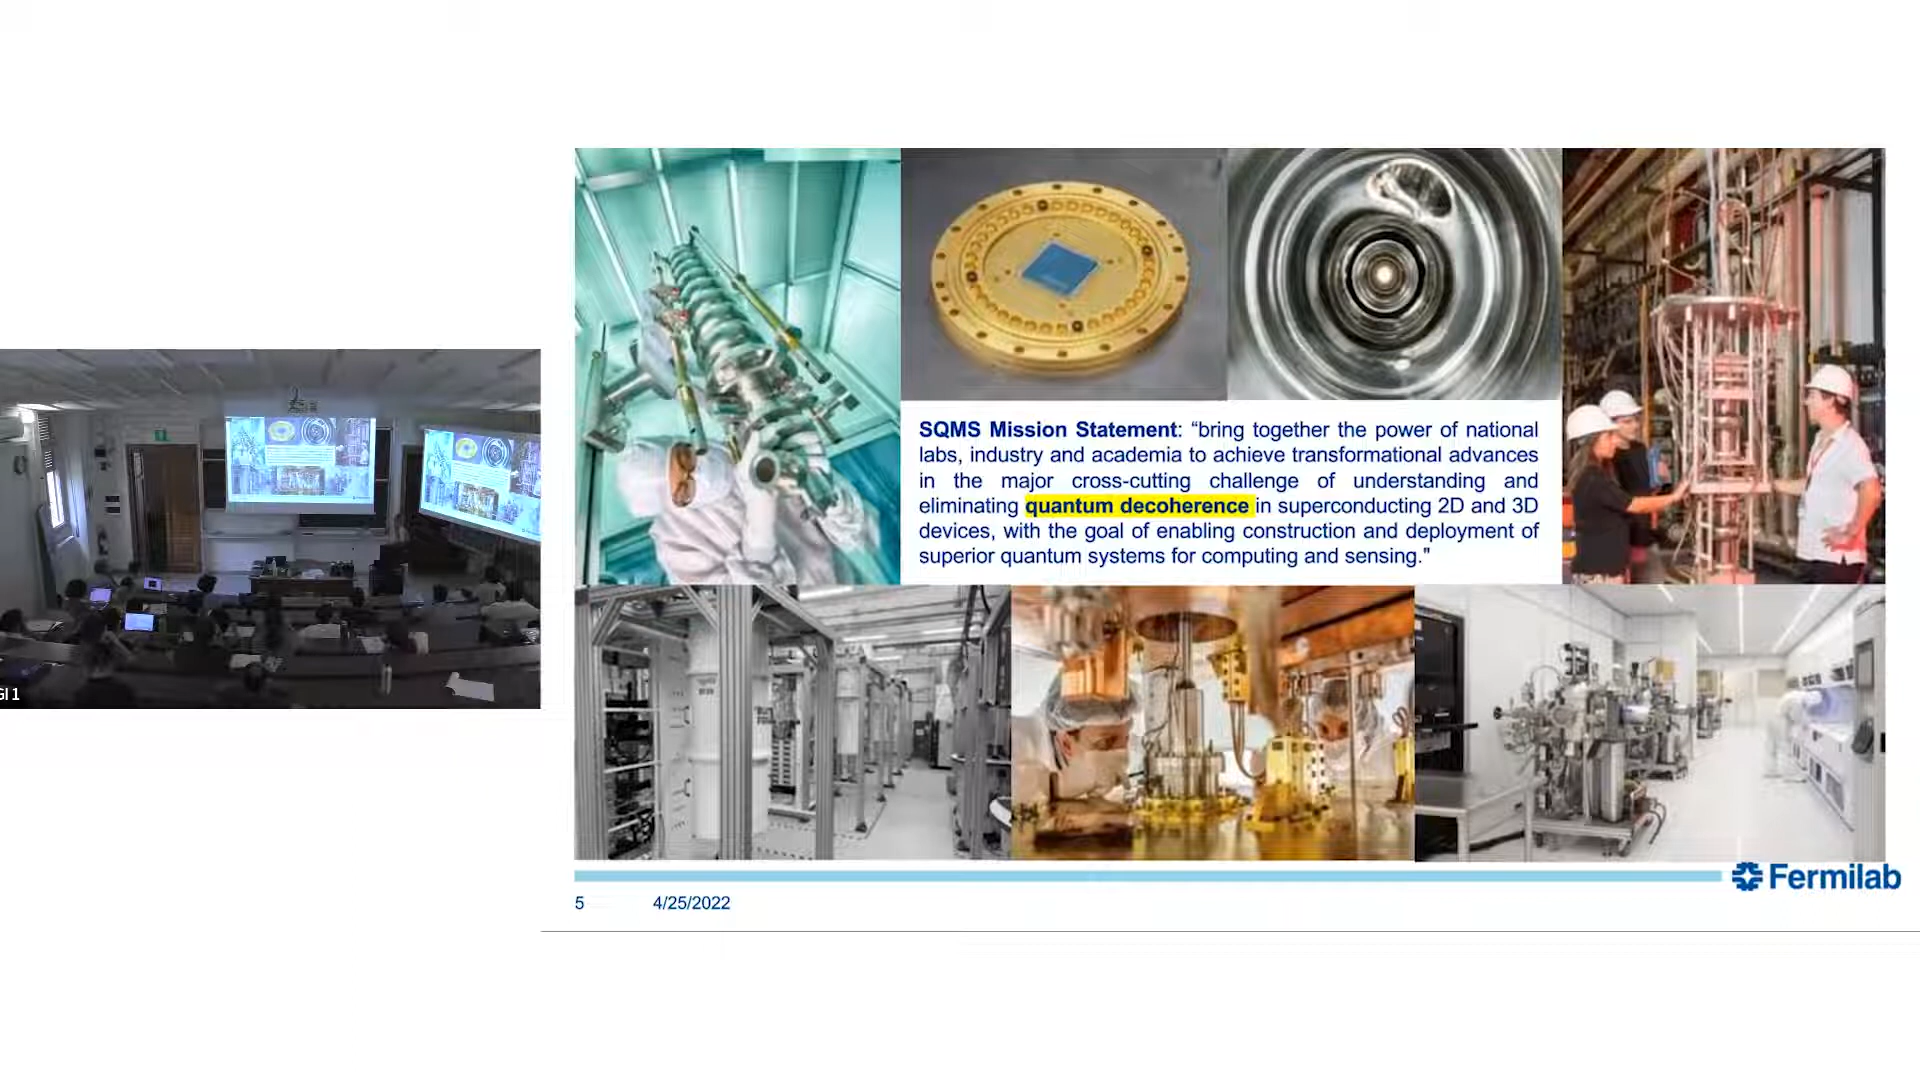 SQMS Mission Statement: “bring together the power of national
labs, industry and academia to achieve transformational advances
in the major cross-cutting challenge of understanding and
eliminating quantum decoherence in superconducting 2D and 3D
devices, with the goal of enabling construction and deployment of
superior quantum systems for computing and sensing."
GI 1
Fermilab
5 4/25/2022